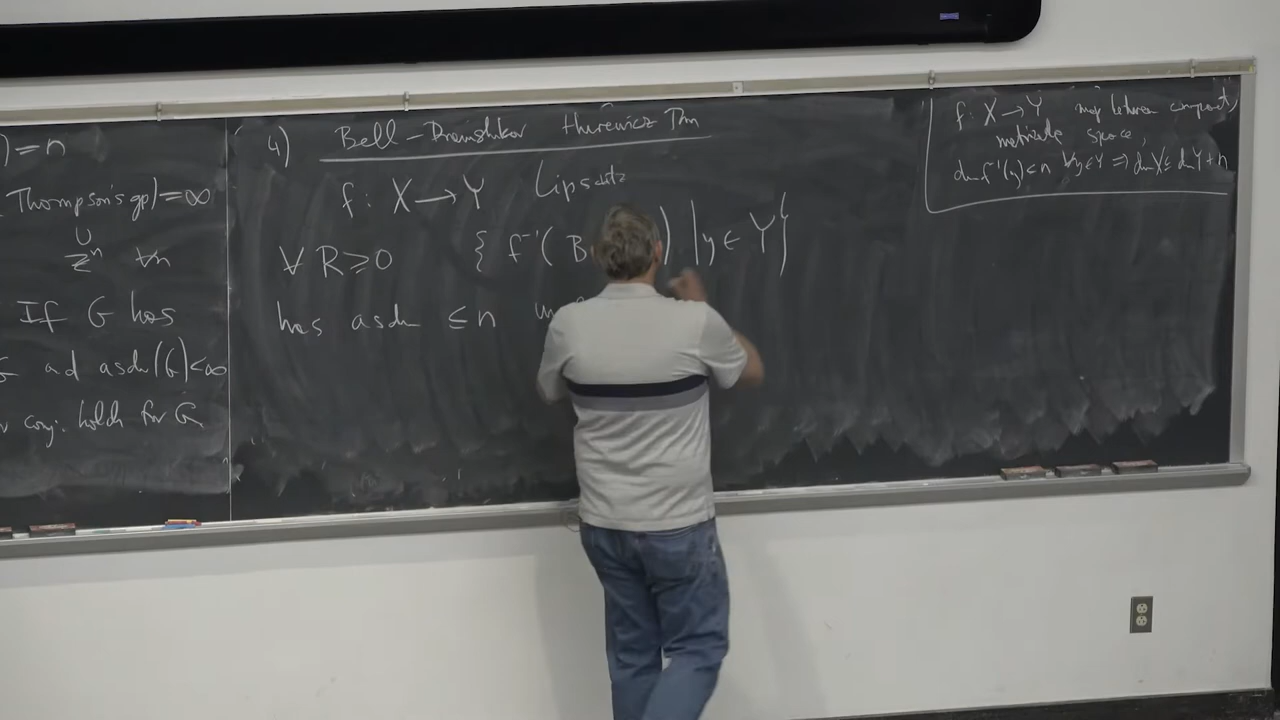 ) = n
Thompson's gp) = ∞
∪
ℤⁿ ∀n
If G has
ad asdim(G) < ∞
conj. holds for G
4) Bell – Dranishnikov Hurewicz Thm
f: X → Y Lipschitz
∀ R ≥ 0 { f⁻¹( B ) | y ∈ Y }
has asdim ≤ n
f: X → Y map between compact
metrizable spaces,
dim f⁻¹(y) ≤ n ∀y∈Y ⇒ dim X ≤ dim Y + n